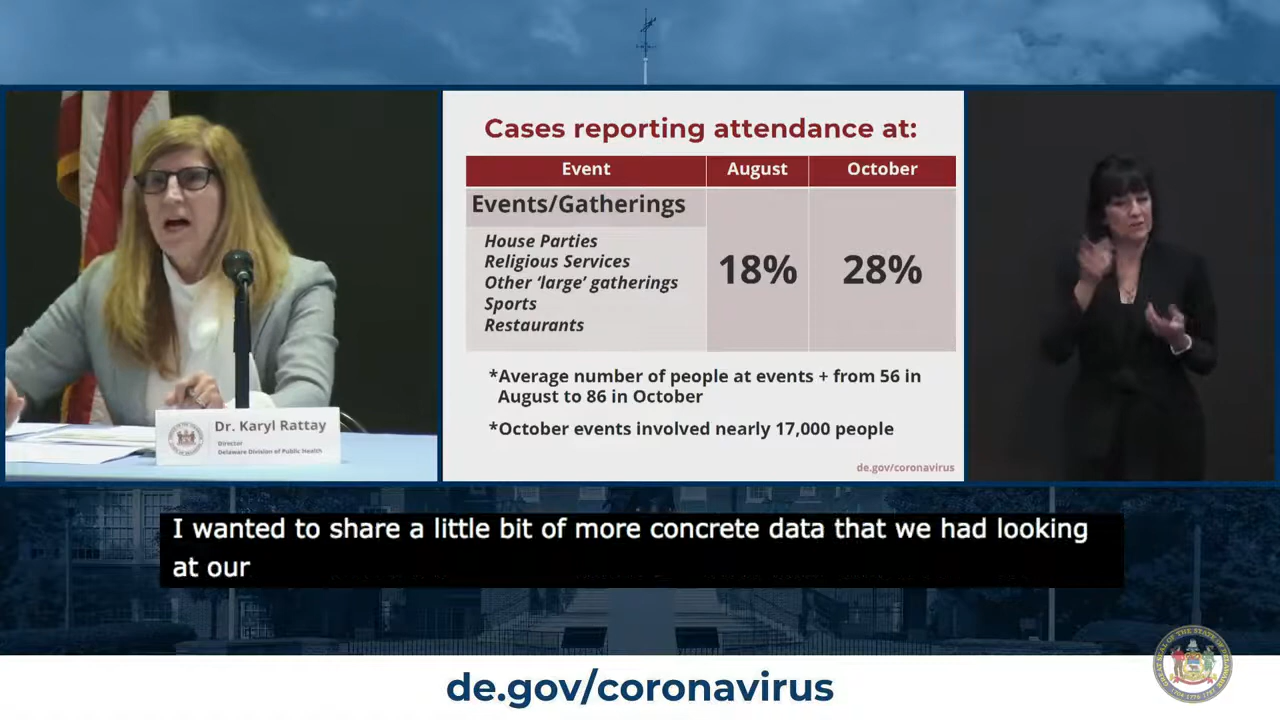 Cases reporting attendance at:
Event August October
Events/Gatherings
House Parties
Religious Services
Other ‘large’ gatherings
Sports
Restaurants
18% 28%
*Average number of people at events + from 56 in
August to 86 in October
*October events involved nearly 17,000 people
de.gov/coronavirus
Dr. Karyl Rattay
Director
Delaware Division of Public Health
I wanted to share a little bit of more concrete data that we had looking
at our
de.gov/coronavirus